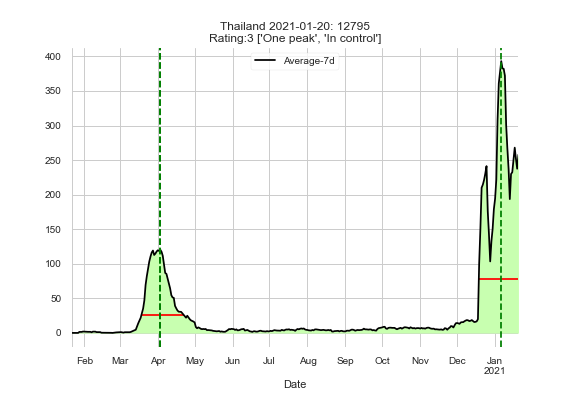 Thailand 2021-01-20: 12795
Rating:3 ['One peak', 'In control']
Average-7d
400
350
300
250
200
150
100
50
0
Feb Mar Apr May Jun Jul Aug Sep Oct Nov Dec Jan
2021
Date